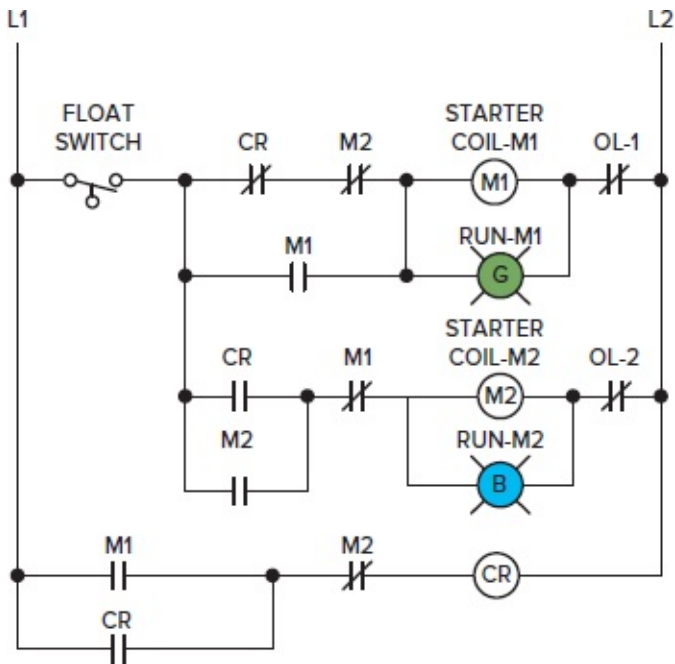 L1
L2
FLOAT
SWITCH
STARTER
COIL-M1
CR
M2
OL-1
M1
M1
RUN-M1
G
STARTER
COIL-M2
CR
M1
OL-2
M2
M2
RUN-M2
B
M1
M2
CR
CR